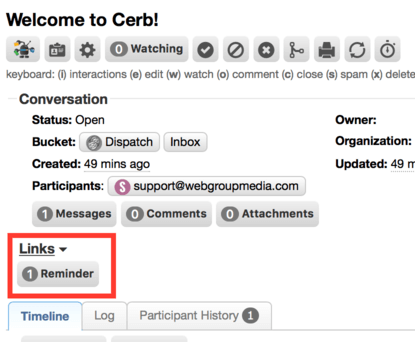 Welcome to Cerb!
0 Watching
keyboard: (i) interactions (e) edit (w) watch (o) comment (c) close (s) spam (x) delete
Conversation
Status: Open Owner:
Bucket: Dispatch Inbox Organization:
Created: 49 mins ago Updated: 49 m
Participants: S support@webgroupmedia.com
1 Messages 0 Comments 0 Attachments
Links
1 Reminder
Timeline Log Participant History 1